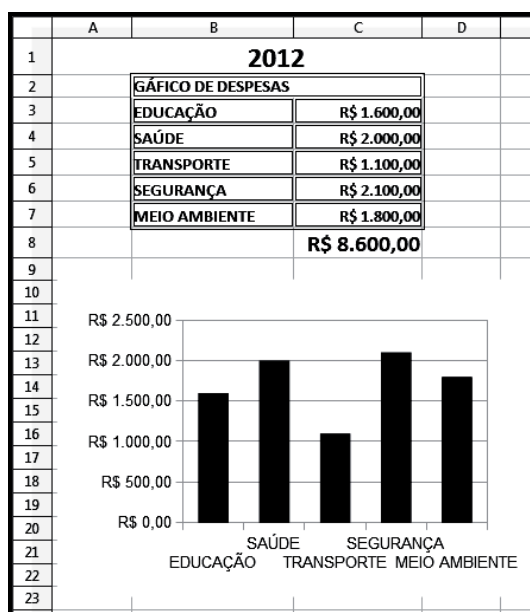 A B C D
1 2012
2 GÁFICO DE DESPESAS
3 EDUCAÇÃO R$ 1.600,00
4 SAÚDE R$ 2.000,00
5 TRANSPORTE R$ 1.100,00
6 SEGURANÇA R$ 2.100,00
7 MEIO AMBIENTE R$ 1.800,00
8 R$ 8.600,00
9
10
11 R$ 2.500,00
12
13 R$ 2.000,00
14
15 R$ 1.500,00
16
17 R$ 1.000,00
18 R$ 500,00
19
20 R$ 0,00
21 SAÚDE SEGURANÇA
22 EDUCAÇÃO TRANSPORTE MEIO AMBIENTE
23